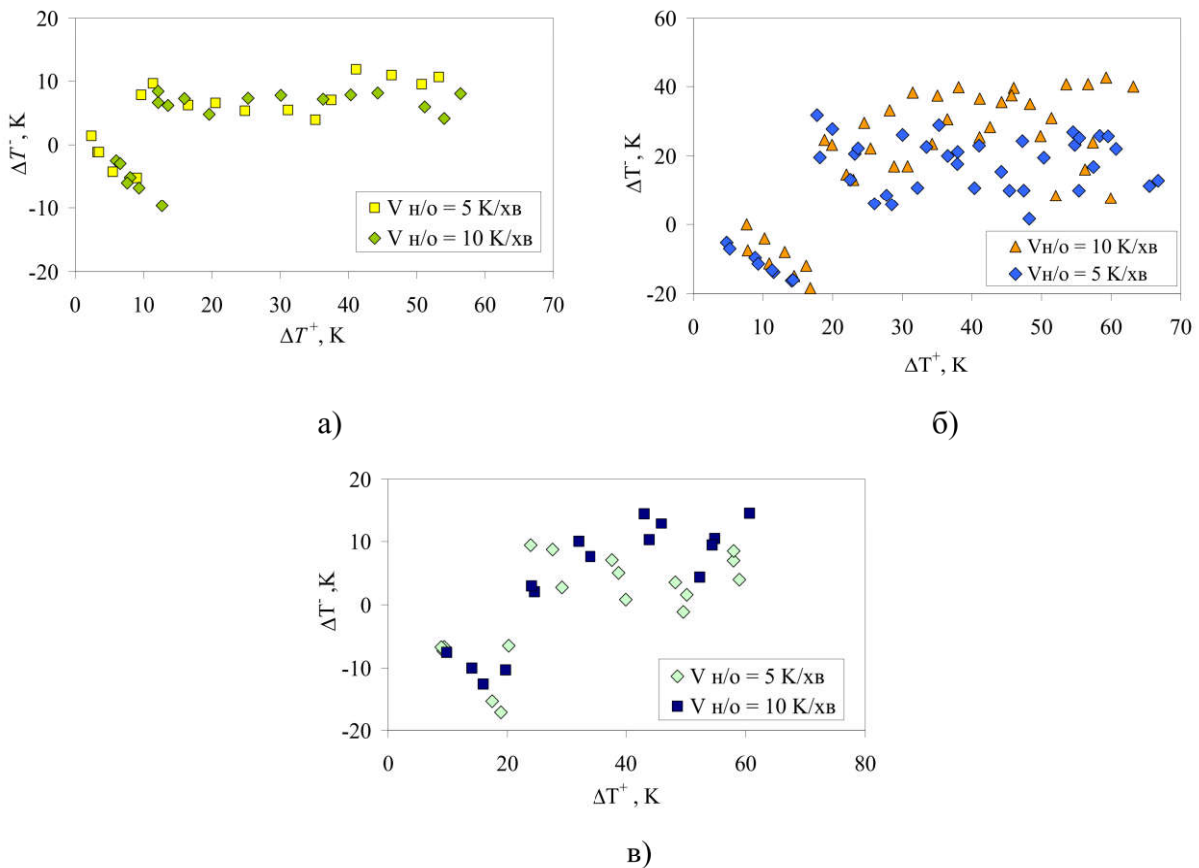 20
10
0
-10
-20
0 10 20 30 40 50 60 70
ΔT⁻, K
ΔT⁺, K
V н/о = 5 K/хв
V н/о = 10 K/хв
а)
60
40
20
0
-20
0 10 20 30 40 50 60 70
ΔT⁻, K
ΔT⁺, K
Vн/о = 10 K/хв
Vн/о = 5 K/хв
б)
20
10
0
-10
-20
0 20 40 60 80
ΔT⁻,K
ΔT⁺ , K
V н/о = 5 K/хв
V н/о = 10 K/хв
в)